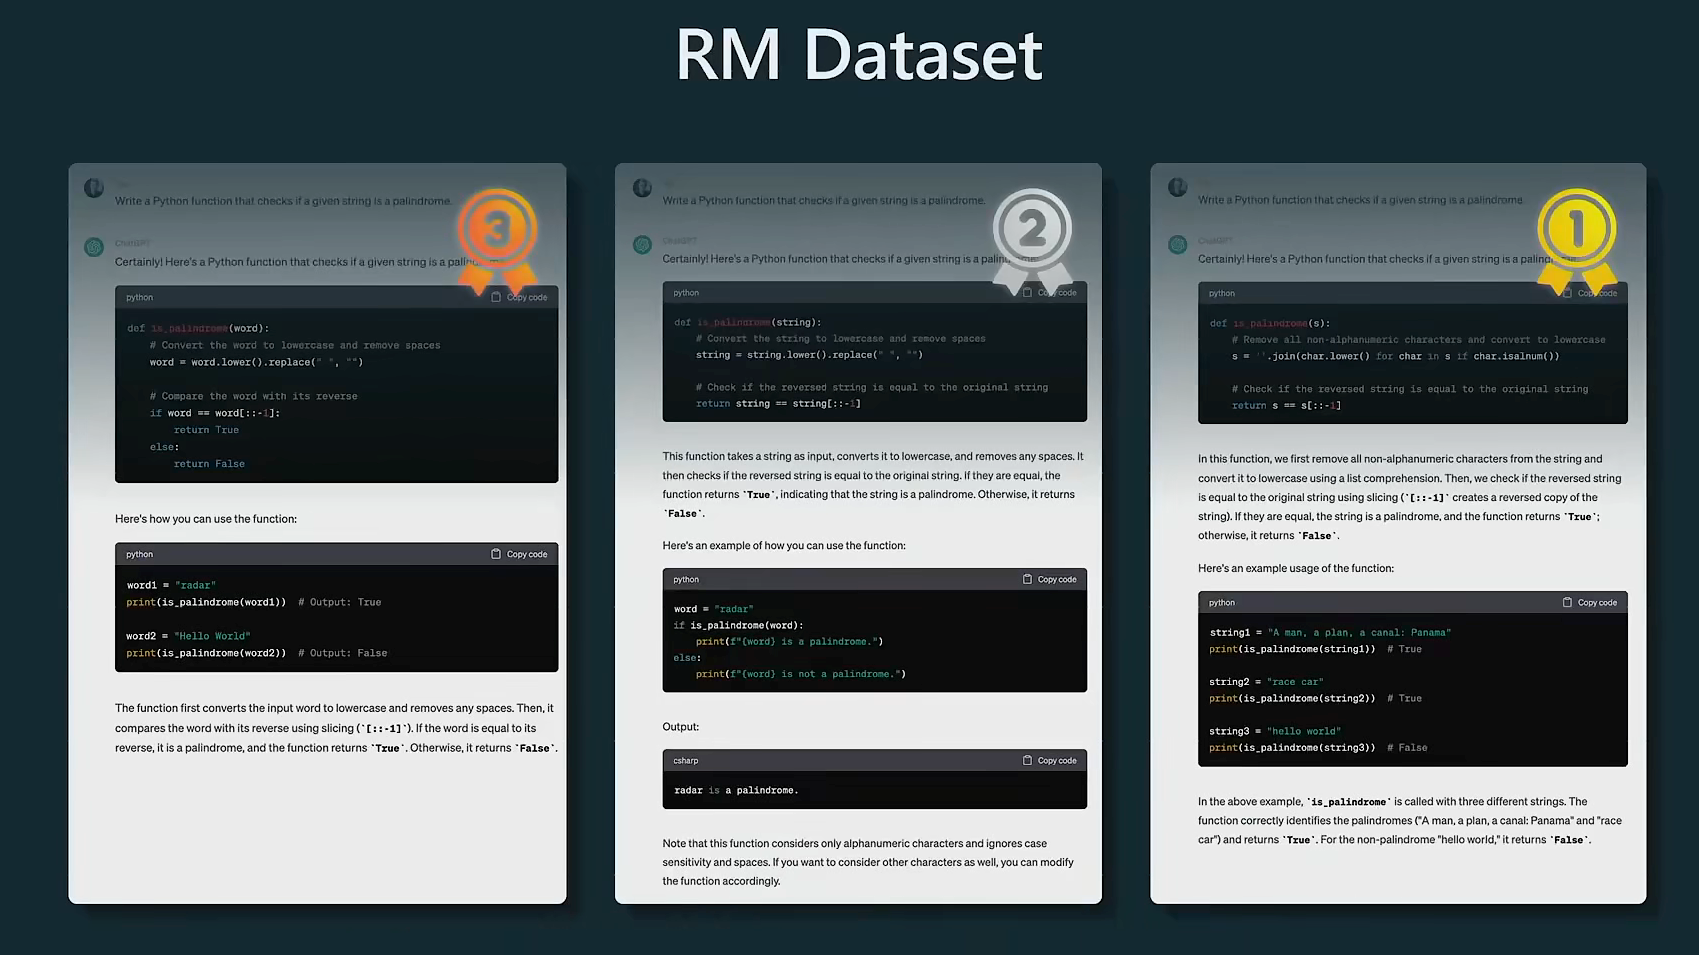 RM Dataset
Write a Python function that checks if a given string is a palindrome.
3
ChatGPT
Certainly! Here's a Python function that checks if a given string is a
python
Copy code
def is_palindrome(word):
# Convert the word to lowercase and remove spaces
word = word.lower().replace(" ", "")
# Compare the word with its reverse
if word == word[::-1]:
return True
else:
return False
Here's how you can use the function:
python
Copy code
word1 = "radar"
print(is_palindrome(word1))  # Output: True
word2 = "Hello World"
print(is_palindrome(word2))  # Output: False
The function first converts the input word to lowercase and removes any spaces. Then, it
compares the word with its reverse using slicing (`[::-1]`). If the word is equal to its
reverse, it is a palindrome, and the function returns `True`. Otherwise, it returns `False`.
Write a Python function that checks if a given string is a palindrome.
2
ChatGPT
Certainly! Here's a Python function that checks if a given string is a
python
Copy code
def is_palindrome(string):
# Convert the string to lowercase and remove spaces
string = string.lower().replace(" ", "")
# Check if the reversed string is equal to the original string
return string == string[::-1]
This function takes a string as input, converts it to lowercase, and removes any spaces. It
then checks if the reversed string is equal to the original string. if they are equal, the
function returns `True`, indicating that the string is a palindrome. Otherwise, it returns
`False`.
Here's an example of how you can use the function:
python
Copy code
word = "radar"
if is_palindrome(word):
print(f"{word} is a palindrome.")
else:
print(f"{word} is not a palindrome.")
Output:
csharp
Copy code
radar is a palindrome.
Note that this function considers only alphanumeric characters and ignores case
sensitivity and spaces. If you want to consider other characters as well, you can modify
the function accordingly.
Write a Python function that checks if a given string is a palindrome
1
ChatGPT
Certainly! Here's a Python function that checks if a given string is a
python
Copy code
def is_palindrome(s):
# Remove all non-alphanumeric characters and convert to lowercase
s = ''.join(char.lower() for char in s if char.isalnum())
# Check if the reversed string is equal to the original string
return s == s[::-1]
In this function, we first remove all non-alphanumeric characters from the string and
convert it to lowercase using a list comprehension. Then, we check if the reversed string
is equal to the original string using slicing (`[::-1]` creates a reversed copy of the
string). If they are equal, the string is a palindrome, and the function returns `True`;
otherwise, it returns `False`.
Here's an example usage of the function:
python
Copy code
string1 = "A man, a plan, a canal: Panama"
print(is_palindrome(string1))  # True
string2 = "race car"
print(is_palindrome(string2))  # True
string3 = "hello world"
print(is_palindrome(string3))  # False
In the above example, `is_palindrome` is called with three different strings. The
function correctly identifies the palindromes ("A man, a plan, a canal: Panama" and "race
car") and returns `True`. For the non-palindrome "hello world," it returns `False`.